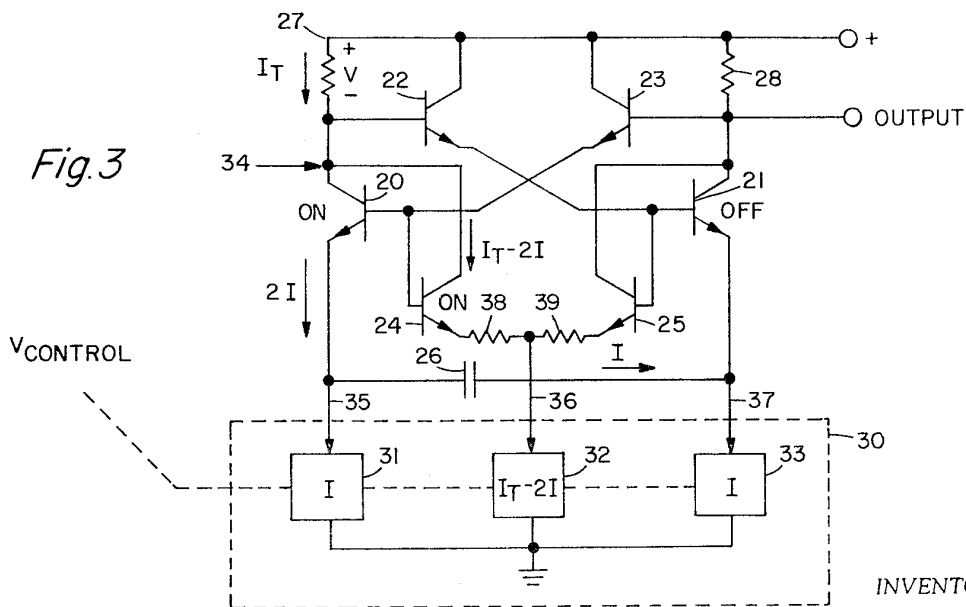 27
+
I_T
V
−
22
23
28
+
OUTPUT
Fig.3
34
20
21
ON
OFF
I_T-2I
2I
38
39
ON
24
25
V_CONTROL
26
I
35
36
37
30
31
32
33
I
I_T-2I
I
INVENTO